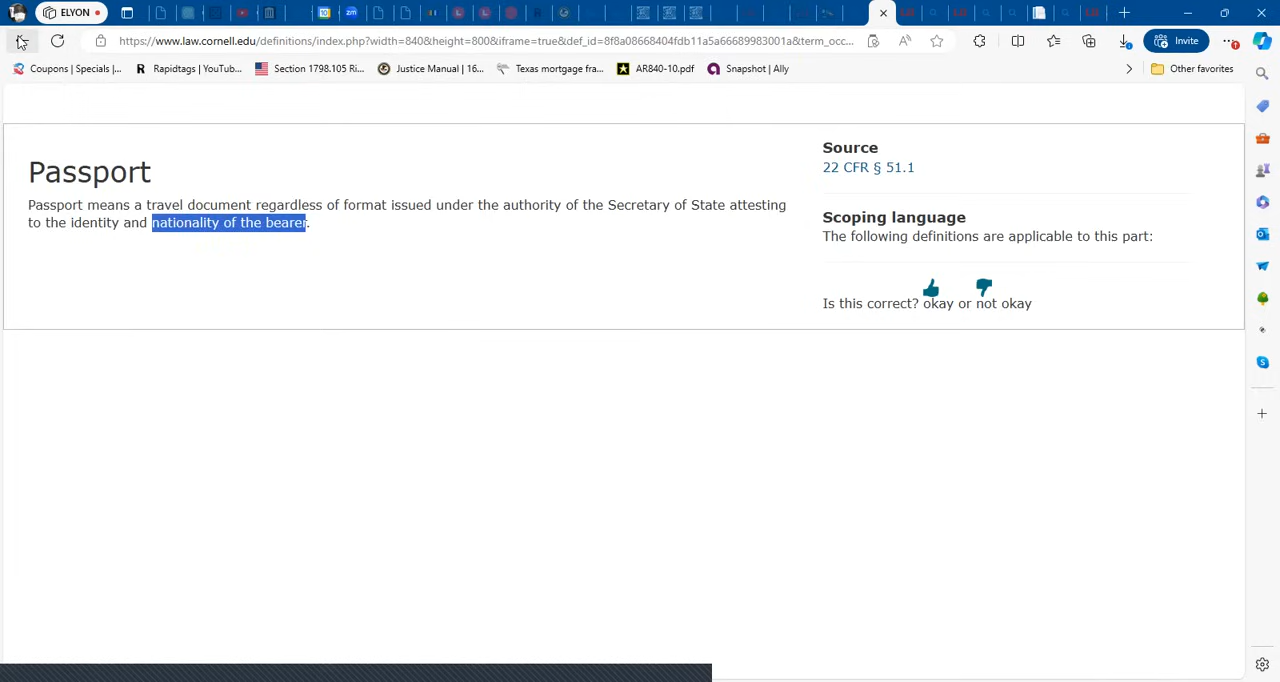 ELYON
https://www.law.cornell.edu/definitions/index.php?width=840&height=800&iframe=true&def_id=8f8a08668404fdb11a5a66689983001a&term_occ...
Invite
Coupons | Specials |...
Rapidtags | YouTub...
Section 1798.105 Ri...
Justice Manual | 16...
Texas mortgage fra...
AR840-10.pdf
Snapshot | Ally
Other favorites
Passport
Passport means a travel document regardless of format issued under the authority of the Secretary of State attesting
to the identity and nationality of the bearer.
Source
22 CFR § 51.1
Scoping language
The following definitions are applicable to this part:
Is this correct? okay or not okay